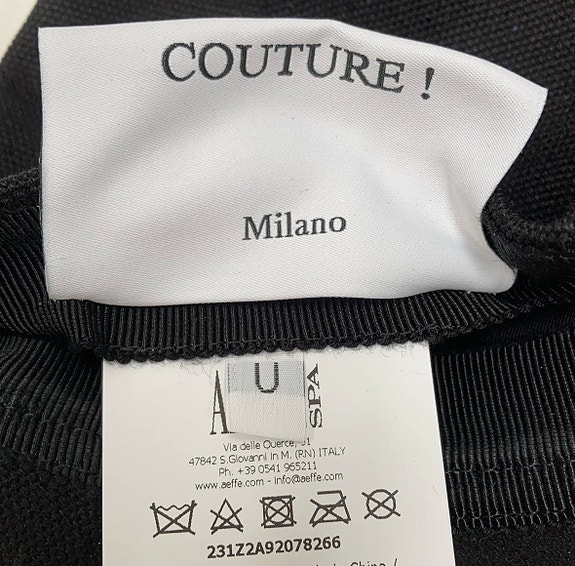 COUTURE !
Milano
A U SPA
Via delle Querce, 51
47842 S.Giovanni in M. (RN) ITALY
Ph. +39 0541 965211
www.aeffe.com - info@aeffe.com
231Z2A92078266
China /